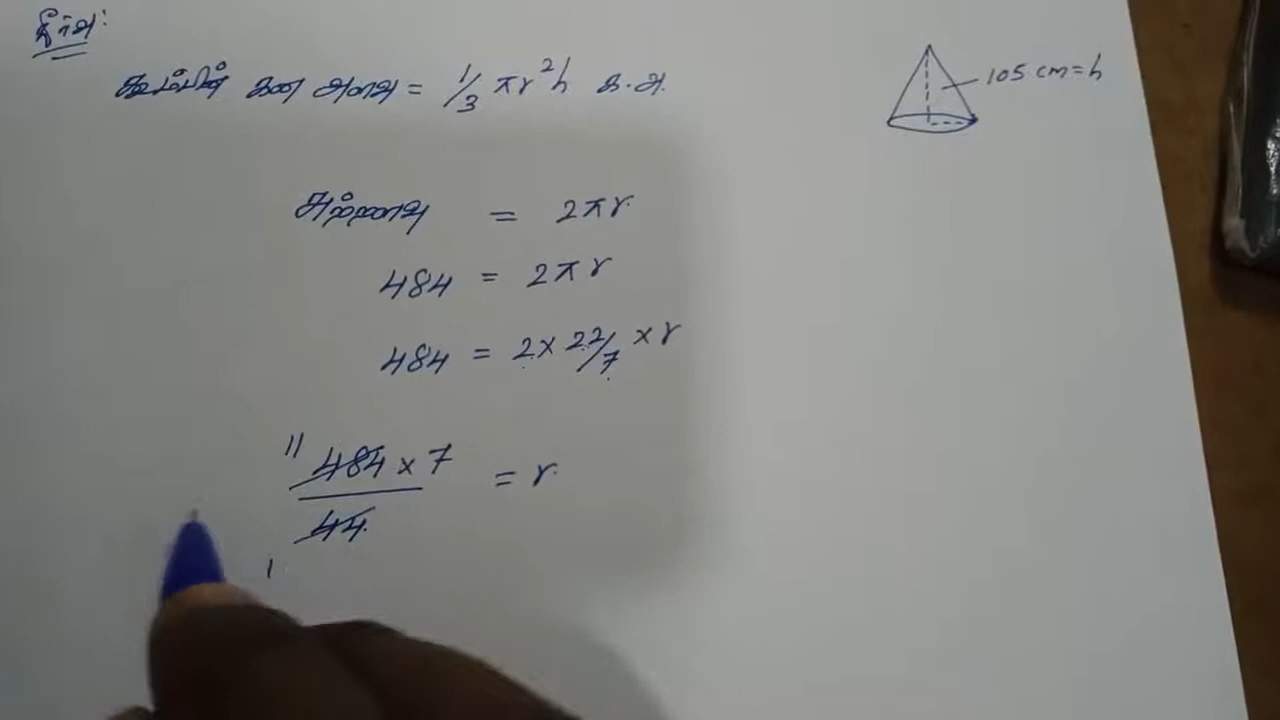 தீர்வு:
கூம்பின் கன அளவு = 1/3 πr²h க.அ.
105 cm = h
சுற்றளவு = 2πr
484 = 2πr
484 = 2 × 22/7 × r
11
484 × 7 = r
44
1